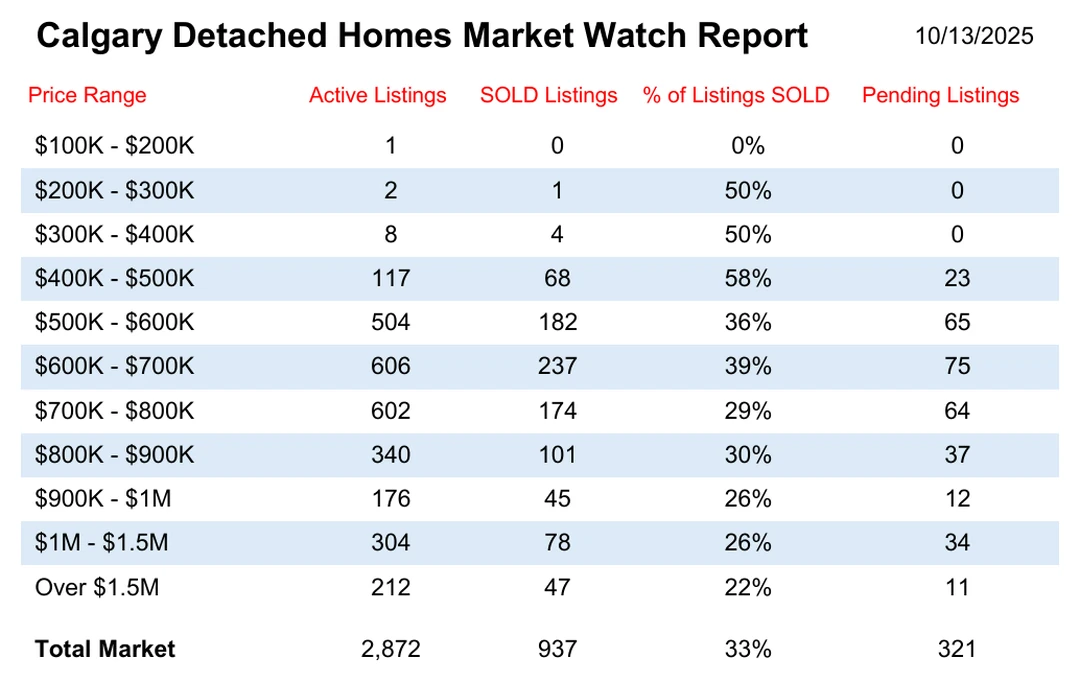 Calgary Detached Homes Market Watch Report 10/13/2025
Price Range Active Listings SOLD Listings % of Listings SOLD Pending Listings
$100K - $200K 1 0 0% 0
$200K - $300K 2 1 50% 0
$300K - $400K 8 4 50% 0
$400K - $500K 117 68 58% 23
$500K - $600K 504 182 36% 65
$600K - $700K 606 237 39% 75
$700K - $800K 602 174 29% 64
$800K - $900K 340 101 30% 37
$900K - $1M 176 45 26% 12
$1M - $1.5M 304 78 26% 34
Over $1.5M 212 47 22% 11
Total Market 2,872 937 33% 321